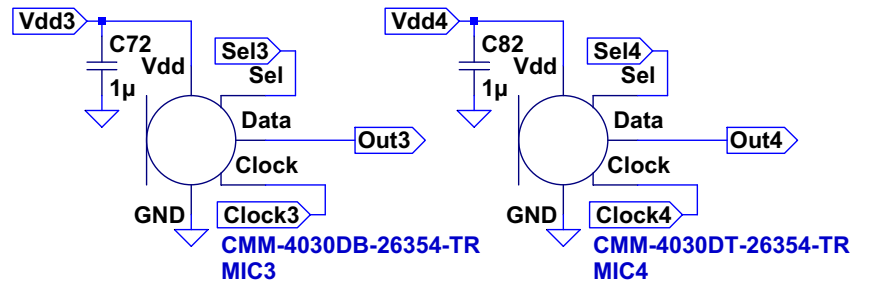 Vdd3
C72
Vdd
1µ
Sel3
Sel
Data
Out3
Clock
GND
Clock3
CMM-4030DB-26354-TR
MIC3
Vdd4
C82
Vdd
1µ
Sel4
Sel
Data
Out4
Clock
GND
Clock4
CMM-4030DT-26354-TR
MIC4